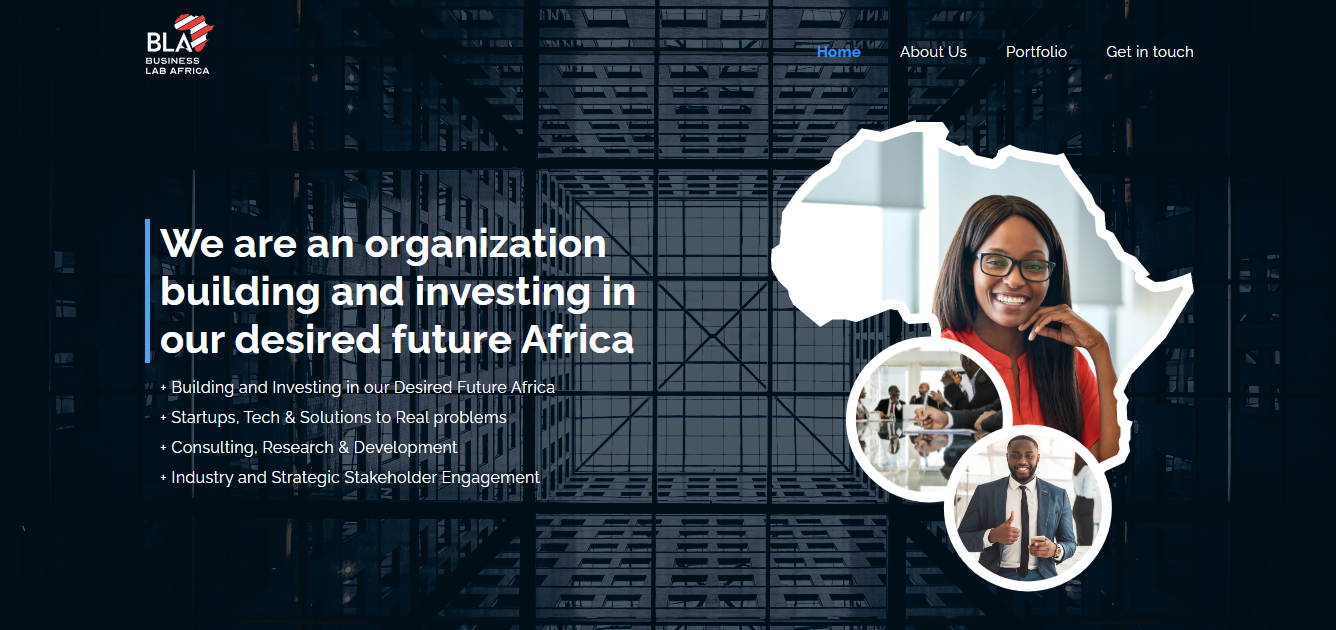 BLA
BUSINESS
LAB AFRICA
Home
About Us
Portfolio
Get in touch
We are an organization
building and investing in
our desired future Africa
+ Building and Investing in our Desired Future Africa
+ Startups, Tech & Solutions to Real problems
+ Consulting, Research & Development
+ Industry and Strategic Stakeholder Engagement